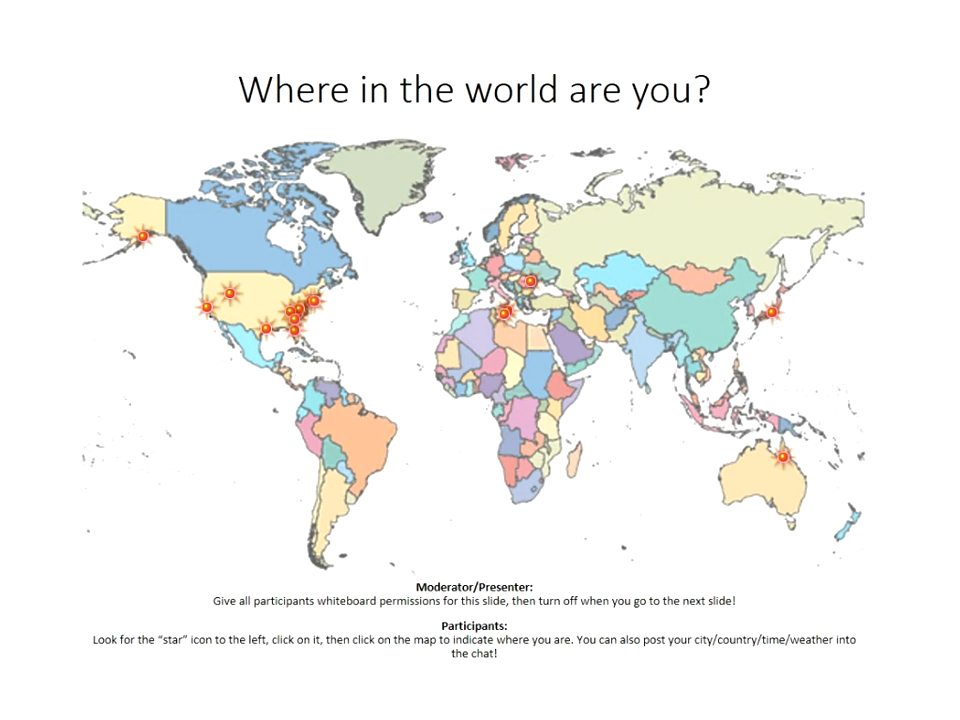 Where in the world are you?
Moderator/Presenter:
Give all participants whiteboard permissions for this slide, then turn off when you go to the next slide!
Participants:
Look for the “star” icon to the left, click on it, then click on the map to indicate where you are. You can also post your city/country/time/weather into
the chat!